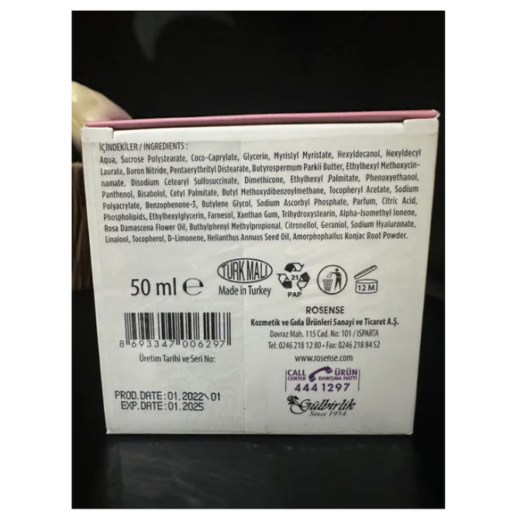 İÇİNDEKİLER / INGREDIENTS :
Aqua, Sucrose Polystearate, Coco-Caprylate, Glycerin, Myristyl Myristate, Hexyldecanol, Hexyldecyl
Laurate, Boron Nitride, Pentaerythrityl Distearate, Butyrospermum Parkii Butter, Ethylhexyl Methoxycin-
namate, Disodium Cetearyl Sulfosuccinate, Dimethicone, Ethylhexyl Palmitate, Phenoxyethanol,
Panthenol, Bisabolol, Cetyl Palmitate, Butyl Methoxydibenzoylmethane, Tocopheryl Acetate, Sodium
Polyacrylate, Benzophenone-3, Butylene Glycol, Sodium Ascorbyl Phosphate, Parfum, Citric Acid,
Phospholipids, Ethylhexylglycerin, Farnesol, Xanthan Gum, Trihydroxystearin, Alpha-Isomethyl Ionene,
Rosa Damascena Flower Oil, Buthylphenyl Methylpropional, Citronellol, Geraniol, Sodium Hyaluronate,
Linalool, Tocopherol, D-Limonene, Helianthus Annuus Seed Oil, Amorphophallus Konjac Root Powder.
50 ml e
TÜRK MALI
Made in Turkey
21
PAP
12 M
ROSENSE
Kozmetik ve Gıda Ürünleri Sanayi ve Ticaret A.Ş.
Davraz Mah. 115 Cad. No: 101 / ISPARTA
Tel: 0246 218 12 80 • Fax: 0246 218 84 52
www.rosense.com
8 693347 006297
Üretim Tarihi ve Seri No:
CALL CENTER ÜRÜN DANIŞMA HATTI
444 1297
PROD.DATE:01.2022\01
EXP.DATE:01.2025
Gülbirlik
Since 1954